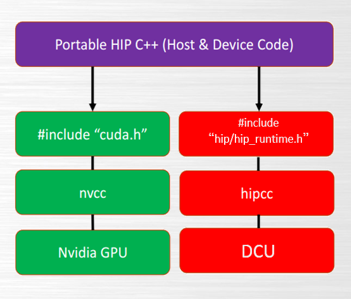 Portable HIP C++ (Host & Device Code)
#include “cuda.h”
#include
“hip/hip_runtime.h”
nvcc
hipcc
Nvidia GPU
DCU